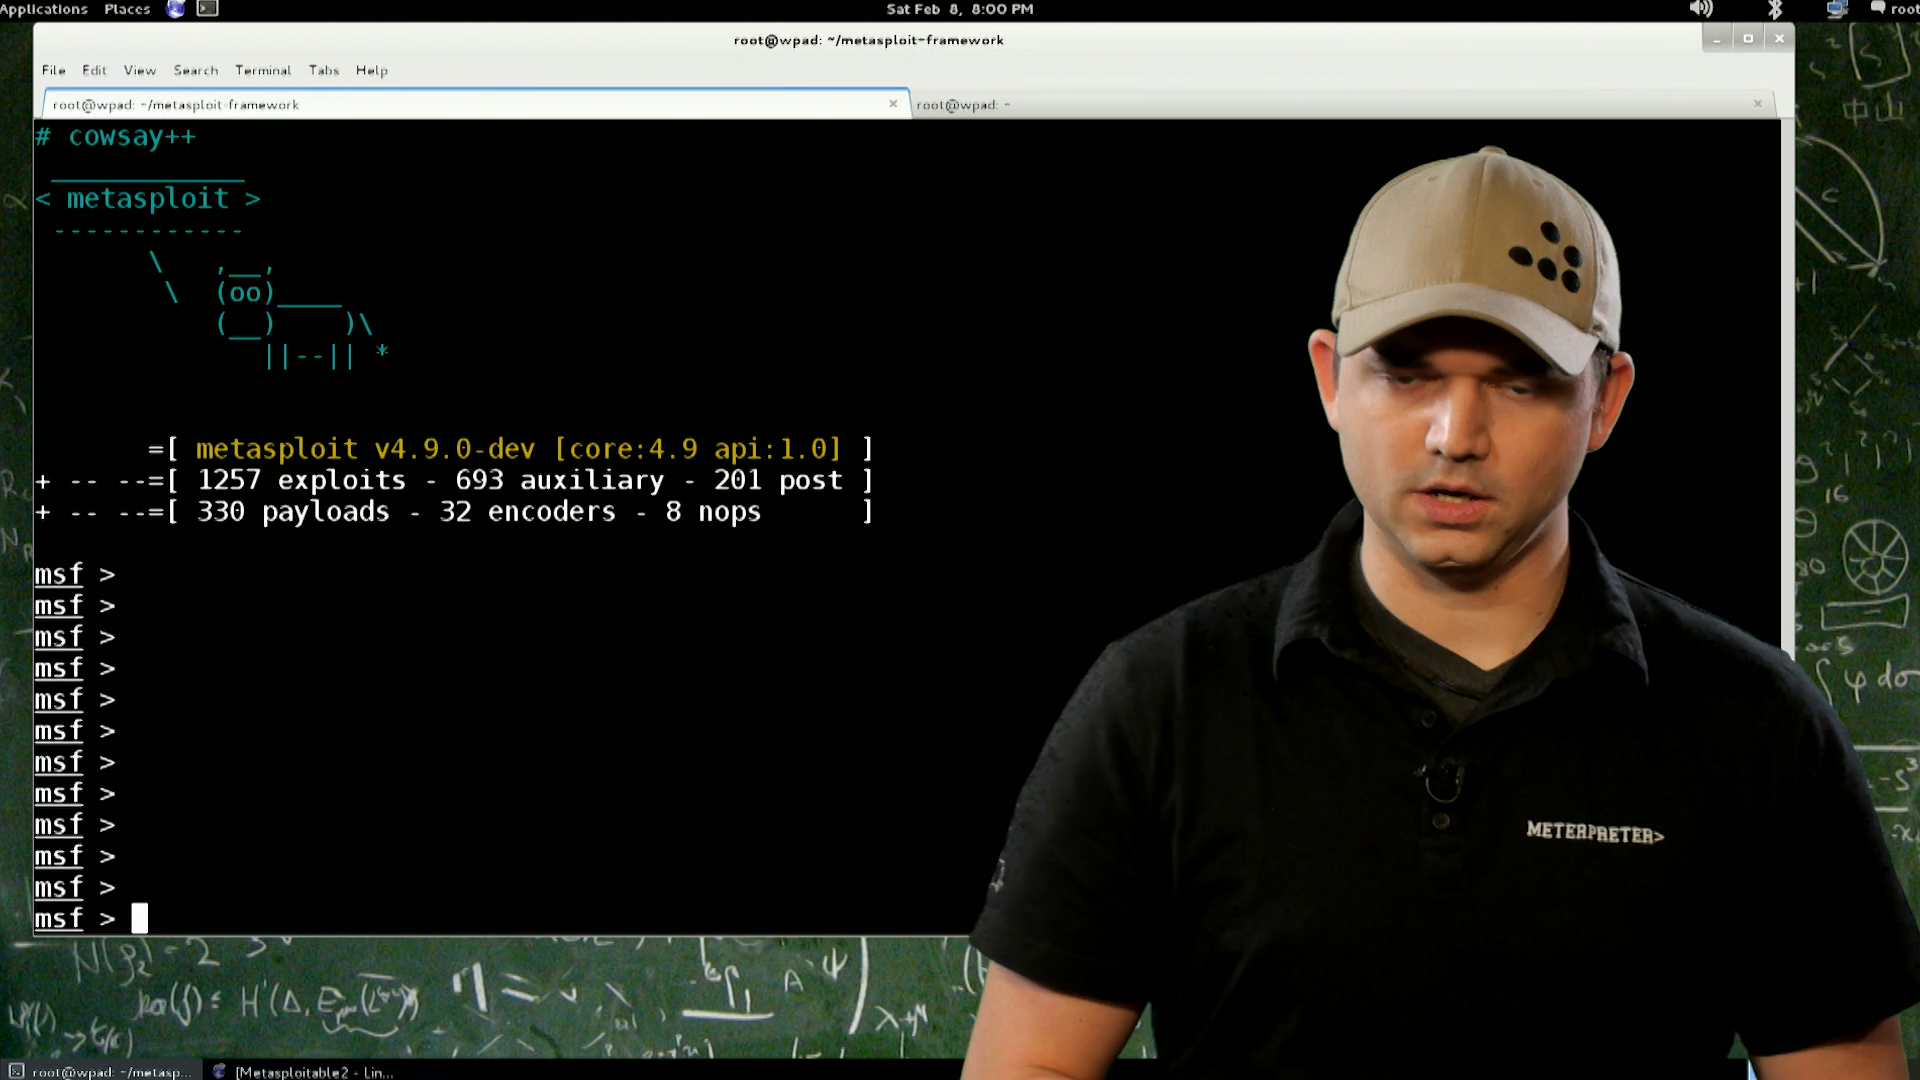 Applications Places Sat Feb 8, 8:00 PM root
root@wpad: ~/metasploit-framework
File Edit View Search Terminal Tabs Help
root@wpad: ~/metasploit-framework root@wpad: ~
# cowsay++
 ____________
< metasploit >
 ------------
       \   ,__,
        \  (oo)____
           (__)    )\
              ||--|| *
=[ metasploit v4.9.0-dev [core:4.9 api:1.0] ]
+ -- --=[ 1257 exploits - 693 auxiliary - 201 post ]
+ -- --=[ 330 payloads - 32 encoders - 8 nops ]
msf >
msf >
msf >
msf >
msf >
msf >
msf >
msf >
msf >
msf >
msf >
msf >
METERPRETER>
中山
root@wpad: ~/metasp... [Metasploitable2 - Lin...